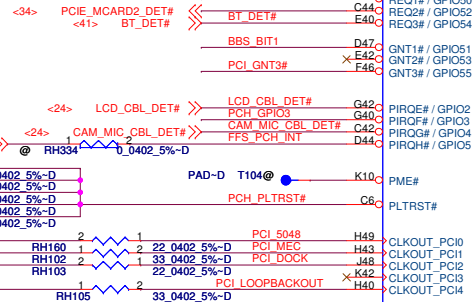 REQ1# / GPIO50
<34> PCIE_MCARD2_DET# C44 REQ2# / GPIO52
<41> BT_DET# BT_DET# E40 REQ3# / GPIO54
BBS_BIT1 D47 GNT1# / GPIO51
E42 GNT2# / GPIO53
PCI_GNT3# F46 GNT3# / GPIO55
<24> LCD_CBL_DET# LCD_CBL_DET# G42 PIRQE# / GPIO2
PCH_GPIO3 G40 PIRQF# / GPIO3
<24> CAM_MIC_CBL_DET# CAM_MIC_CBL_DET# C42 PIRQG# / GPIO4
FFS_PCH_INT D44 PIRQH# / GPIO5
1 2
@ RH334 0_0402_5%~D
0402_5%~D
PAD~D T104@ K10 PME#
0402_5%~D
0402_5%~D
PCH_PLTRST# C6 PLTRST#
0402_5%~D
2 1 PCI_5048 H49 CLKOUT_PCI0
RH160 2 1 22_0402_5%~D PCI_MEC H43 CLKOUT_PCI1
RH102 2 1 33_0402_5%~D PCI_DOCK J48 CLKOUT_PCI2
RH103 22_0402_5%~D K42 CLKOUT_PCI3
1 2 PCI_LOOPBACKOUT H40 CLKOUT_PCI4
RH105 33_0402_5%~D